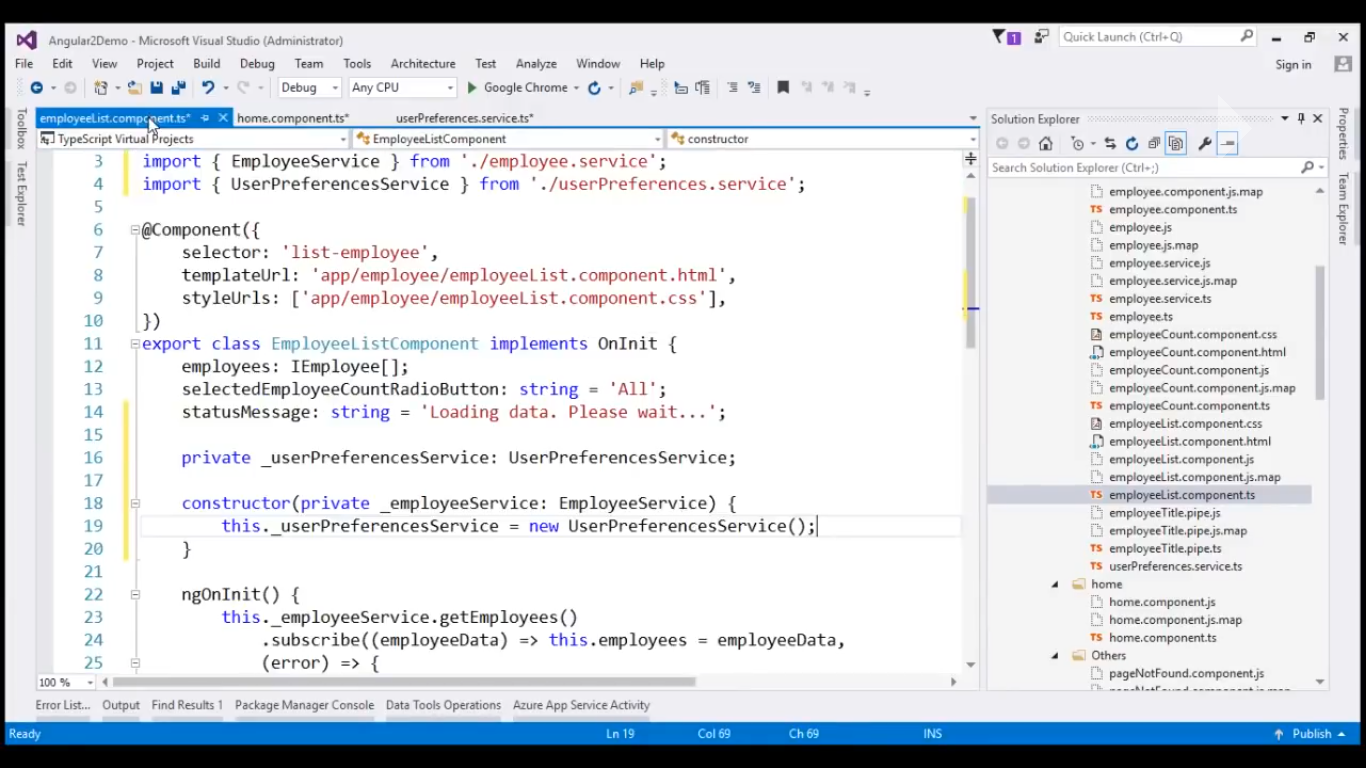 Angular2Demo - Microsoft Visual Studio (Administrator)
1
Quick Launch (Ctrl+Q)
File Edit View Project Build Debug Team Tools Architecture Test Analyze Window Help
Sign in
Debug Any CPU Google Chrome
employeeList.component.ts* home.component.ts* userPreferences.service.ts*
TypeScript Virtual Projects EmployeeListComponent constructor
Toolbox
Test Explorer
3 import { EmployeeService } from './employee.service';
4 import { UserPreferencesService } from './userPreferences.service';
5
6 @Component({
7 selector: 'list-employee',
8 templateUrl: 'app/employee/employeeList.component.html',
9 styleUrls: ['app/employee/employeeList.component.css'],
10 })
11 export class EmployeeListComponent implements OnInit {
12 employees: IEmployee[];
13 selectedEmployeeCountRadioButton: string = 'All';
14 statusMessage: string = 'Loading data. Please wait...';
15
16 private _userPreferencesService: UserPreferencesService;
17
18 constructor(private _employeeService: EmployeeService) {
19 this._userPreferencesService = new UserPreferencesService();
20 }
21
22 ngOnInit() {
23 this._employeeService.getEmployees()
24 .subscribe((employeeData) => this.employees = employeeData,
25 (error) => {
100 %
Solution Explorer
Search Solution Explorer (Ctrl+;)
employee.component.js.map
TS employee.component.ts
employee.js
employee.js.map
employee.service.js
employee.service.js.map
TS employee.service.ts
TS employee.ts
employeeCount.component.css
employeeCount.component.html
employeeCount.component.js
employeeCount.component.js.map
TS employeeCount.component.ts
employeeList.component.css
employeeList.component.html
employeeList.component.js
employeeList.component.js.map
TS employeeList.component.ts
employeeTitle.pipe.js
employeeTitle.pipe.js.map
TS employeeTitle.pipe.ts
TS userPreferences.service.ts
home
home.component.js
home.component.js.map
TS home.component.ts
Others
pageNotFound.component.js
Properties
Team Explorer
Error List... Output Find Results 1 Package Manager Console Data Tools Operations Azure App Service Activity
Ready Ln 19 Col 69 Ch 69 INS Publish